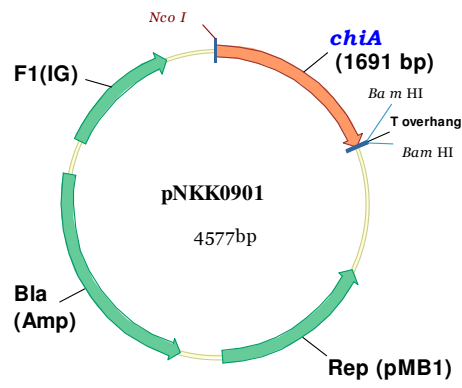 Nco I
chiA
(1691 bp)
F1(IG)
Ba m HI
T overhang
Bam HI
pNKK0901
4577bp
Bla
(Amp)
Rep (pMB1)